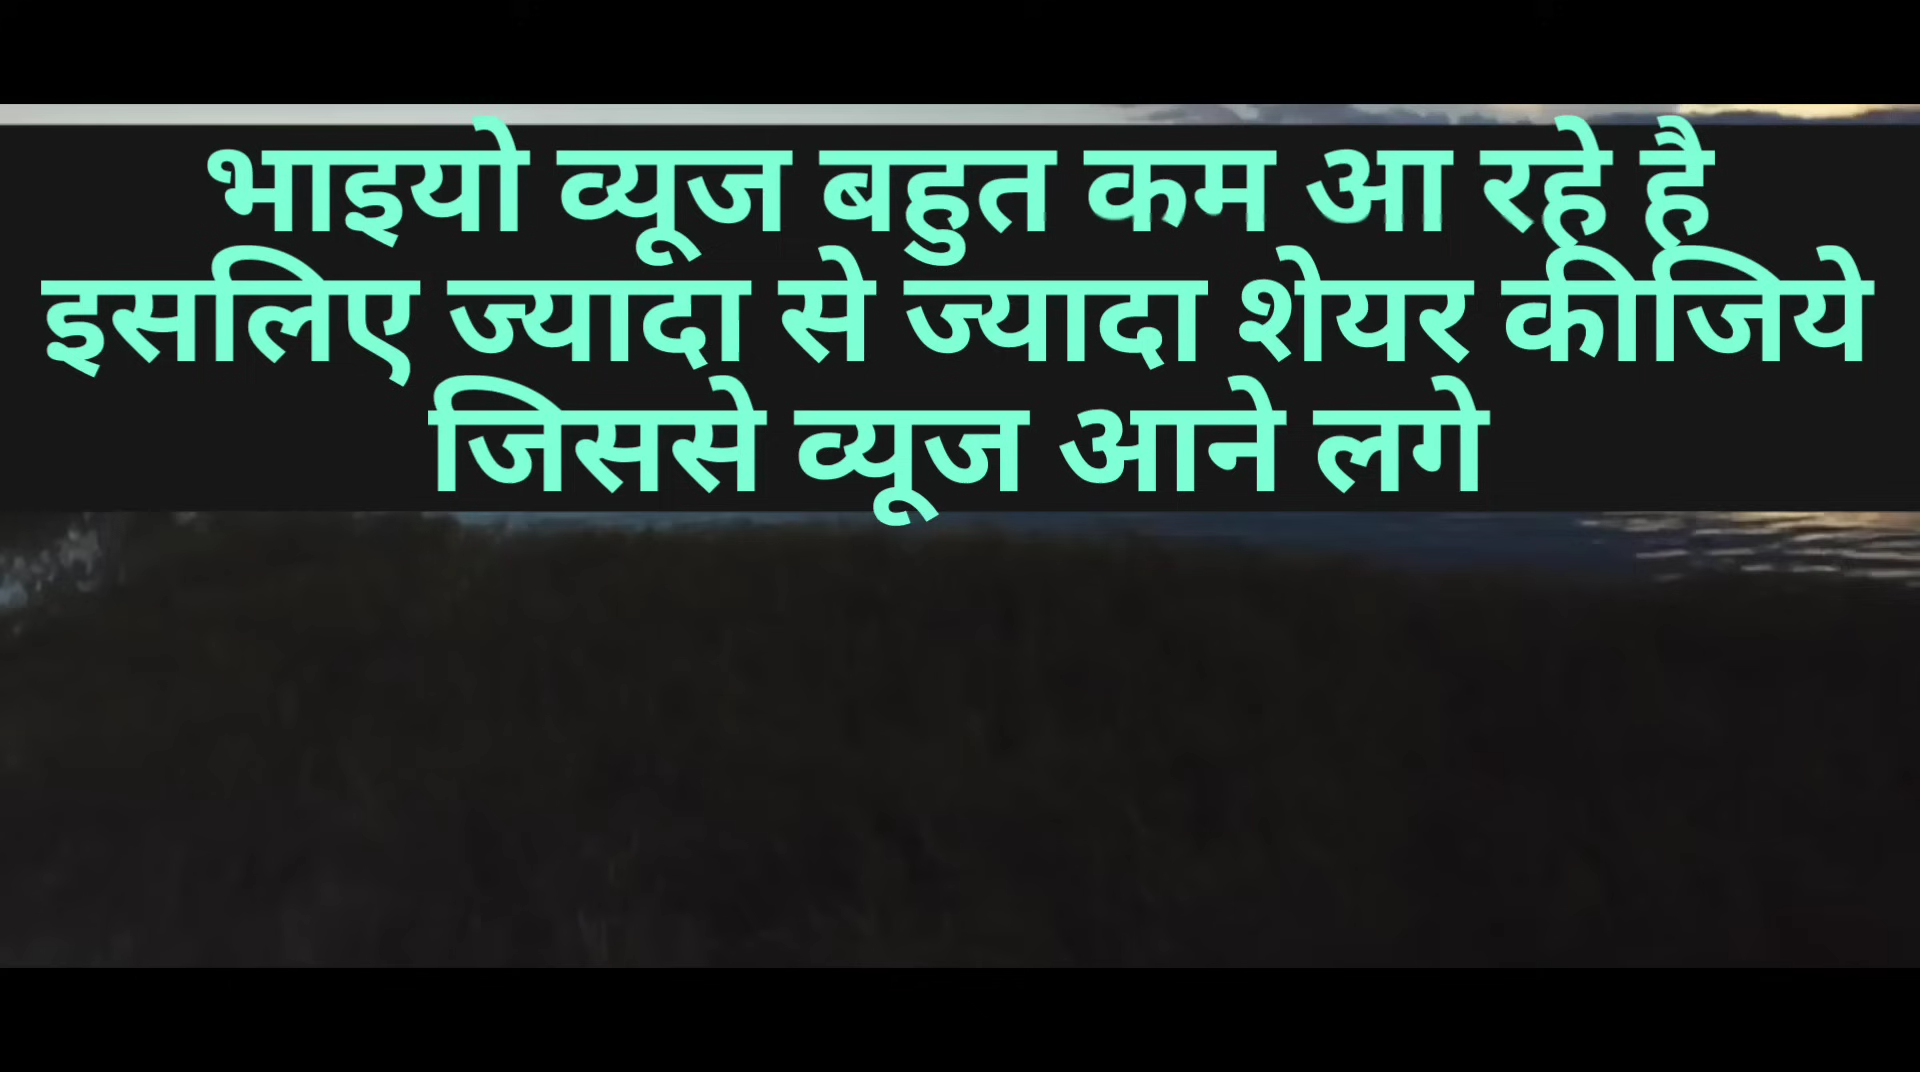 भाइयो व्यूज बहुत कम आ रहे है
इसलिए ज्यादा से ज्यादा शेयर कीजिये
जिससे व्यूज आने लगे